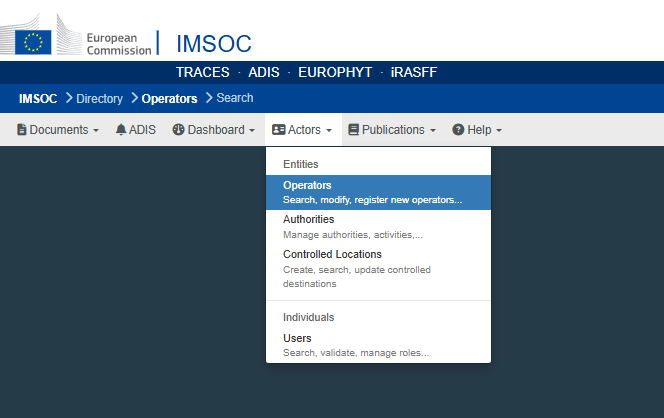 European
Commission
IMSOC
TRACES · ADIS · EUROPHYT · iRASFF
IMSOC Directory Operators Search
Documents ADIS Dashboard Actors Publications Help
Entities
Operators
Search, modify, register new operators...
Authorities
Manage authorities, activities,...
Controlled Locations
Create, search, update controlled
destinations
Individuals
Users
Search, validate, manage roles...